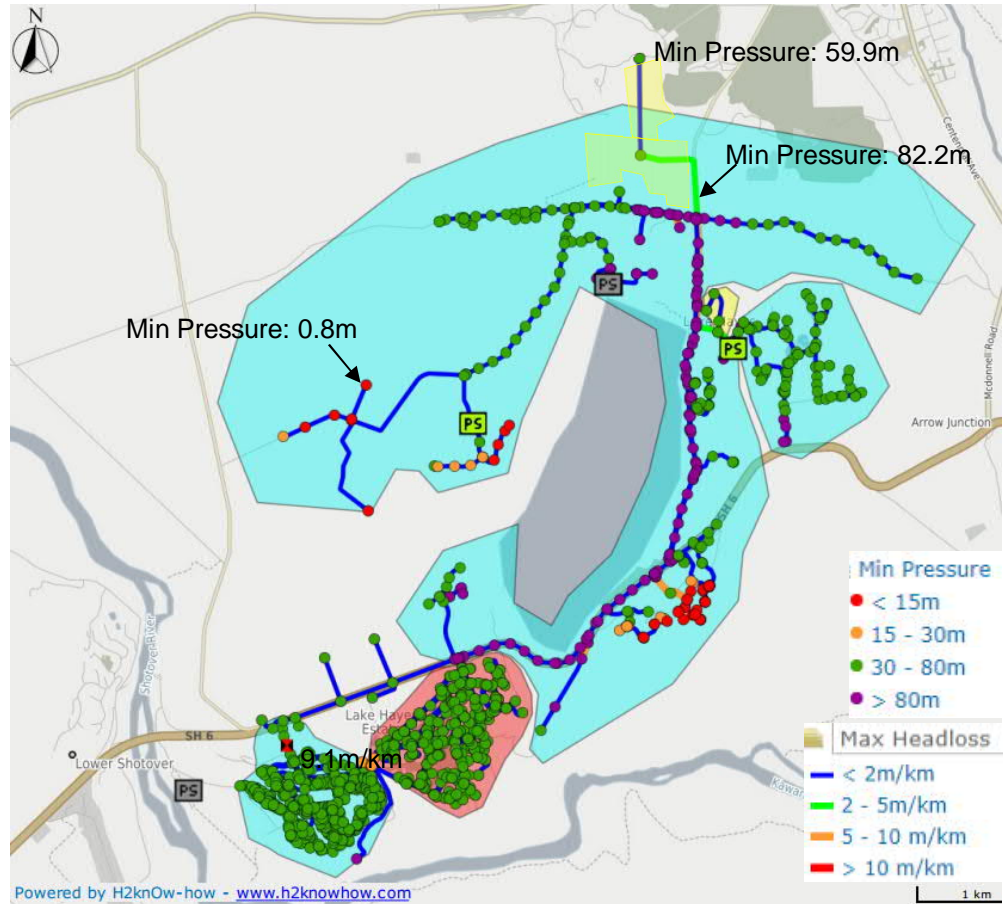 N
Min Pressure: 59.9m
Centennial Ave
Min Pressure: 82.2m
PS
Min Pressure: 0.8m
PS
Mcdonnell Road
PS
Arrow Junction
SH 6
Min Pressure
< 15m
15 - 30m
30 - 80m
> 80m
Shotover River
Lake Hayes
Estate
SH 6
9.1m/km
Lower Shotover
PS
Max Headloss
< 2m/km
2 - 5m/km
5 - 10 m/km
> 10 m/km
Powered by H2knOw-how - www.h2knowhow.com
1 km